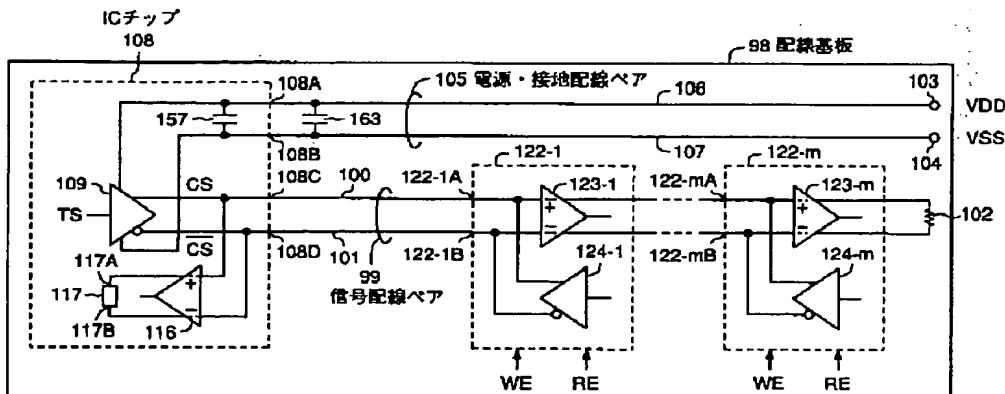 ICチップ
108
98 配線基板
105 電源・接地配線ペア
103
108A
106
VDD
157
163
VSS
108B
107
104
122-1
122-m
109
CS
108C
100
122-1A
123-1
122-mA
123-m
TS
+
+
102
CS
108D
101
122-1B
122-mB
117A
99
124-1
124-m
117
+
信号配線ペア
117B
116
WE
RE
WE
RE